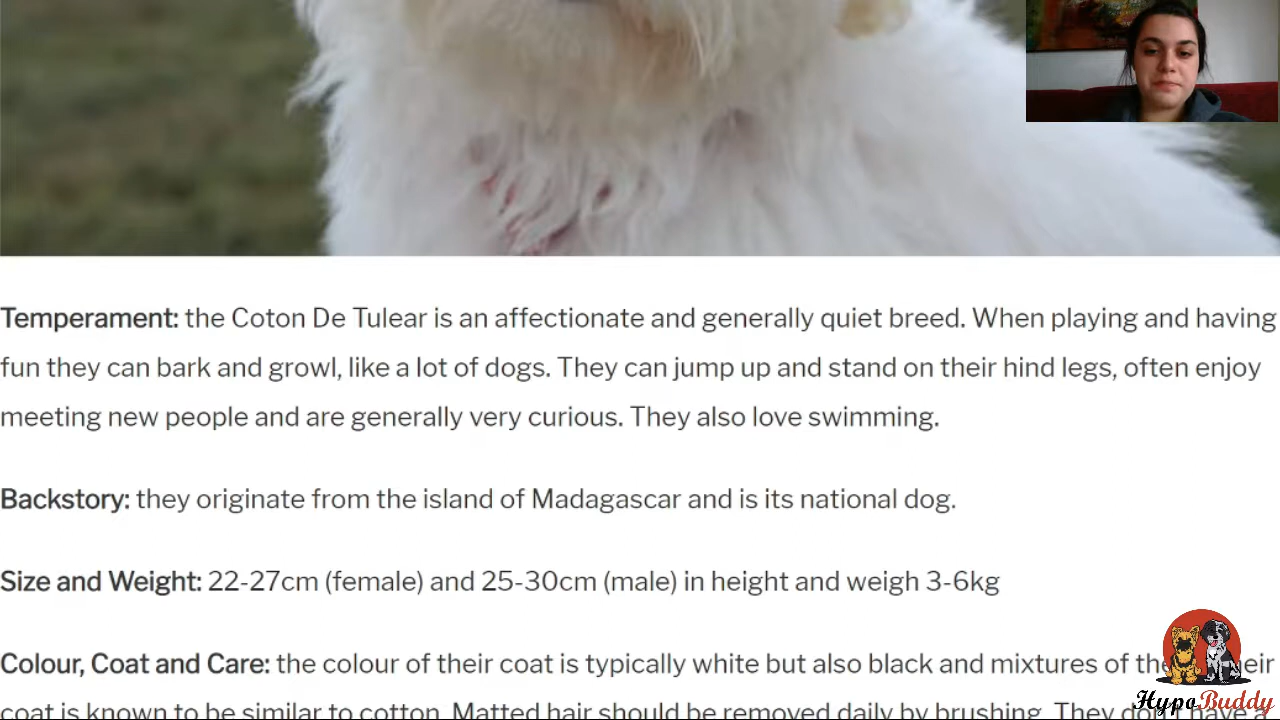 Temperament: the Coton De Tulear is an affectionate and generally quiet breed. When playing and having
fun they can bark and growl, like a lot of dogs. They can jump up and stand on their hind legs, often enjoy
meeting new people and are generally very curious. They also love swimming.
Backstory: they originate from the island of Madagascar and is its national dog.
Size and Weight: 22-27cm (female) and 25-30cm (male) in height and weigh 3-6kg
Colour, Coat and Care: the colour of their coat is typically white but also black and mixtures of
coat is known to be similar to cotton. Matted hair should be removed daily by brushing. They
HypoBuddy